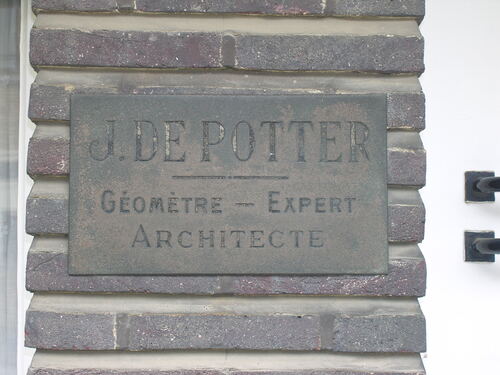 J. DE POTTER
GÉOMÈTRE — EXPERT
ARCHITECTE